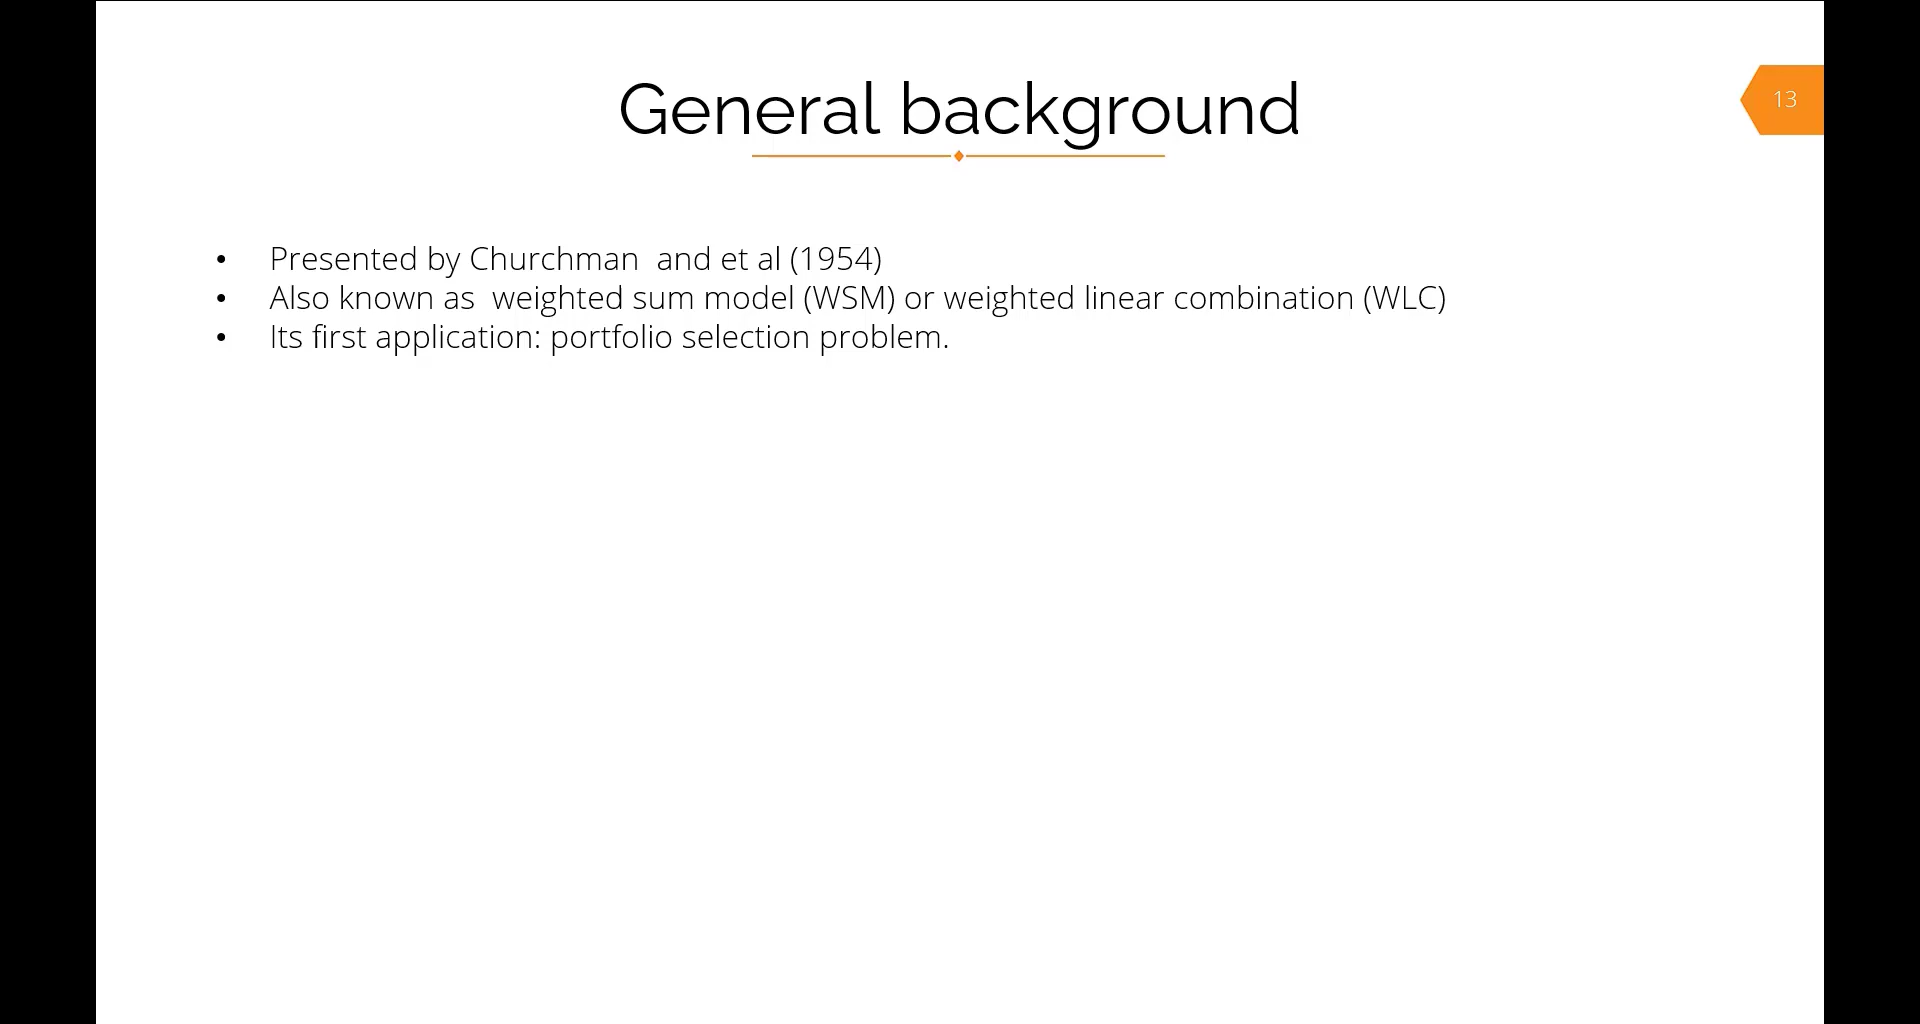 General background
13
• Presented by Churchman  and et al (1954)
• Also known as  weighted sum model (WSM) or weighted linear combination (WLC)
• Its first application: portfolio selection problem.